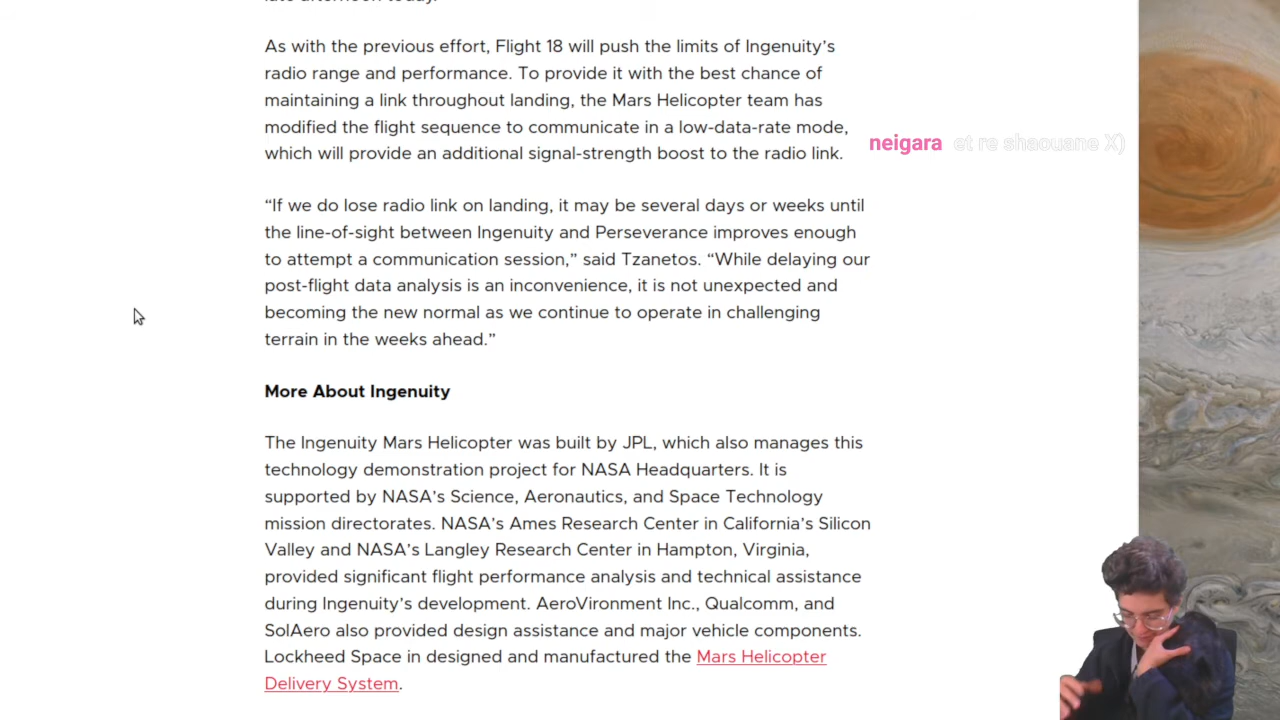 late afternoon today.
As with the previous effort, Flight 18 will push the limits of Ingenuity’s
radio range and performance. To provide it with the best chance of
maintaining a link throughout landing, the Mars Helicopter team has
modified the flight sequence to communicate in a low-data-rate mode,
which will provide an additional signal-strength boost to the radio link.
neigara et re shaouane X)
“If we do lose radio link on landing, it may be several days or weeks until
the line-of-sight between Ingenuity and Perseverance improves enough
to attempt a communication session,” said Tzanetos. “While delaying our
post-flight data analysis is an inconvenience, it is not unexpected and
becoming the new normal as we continue to operate in challenging
terrain in the weeks ahead.”
More About Ingenuity
The Ingenuity Mars Helicopter was built by JPL, which also manages this
technology demonstration project for NASA Headquarters. It is
supported by NASA’s Science, Aeronautics, and Space Technology
mission directorates. NASA’s Ames Research Center in California’s Silicon
Valley and NASA’s Langley Research Center in Hampton, Virginia,
provided significant flight performance analysis and technical assistance
during Ingenuity’s development. AeroVironment Inc., Qualcomm, and
SolAero also provided design assistance and major vehicle components.
Lockheed Space in designed and manufactured the Mars Helicopter
Delivery System.